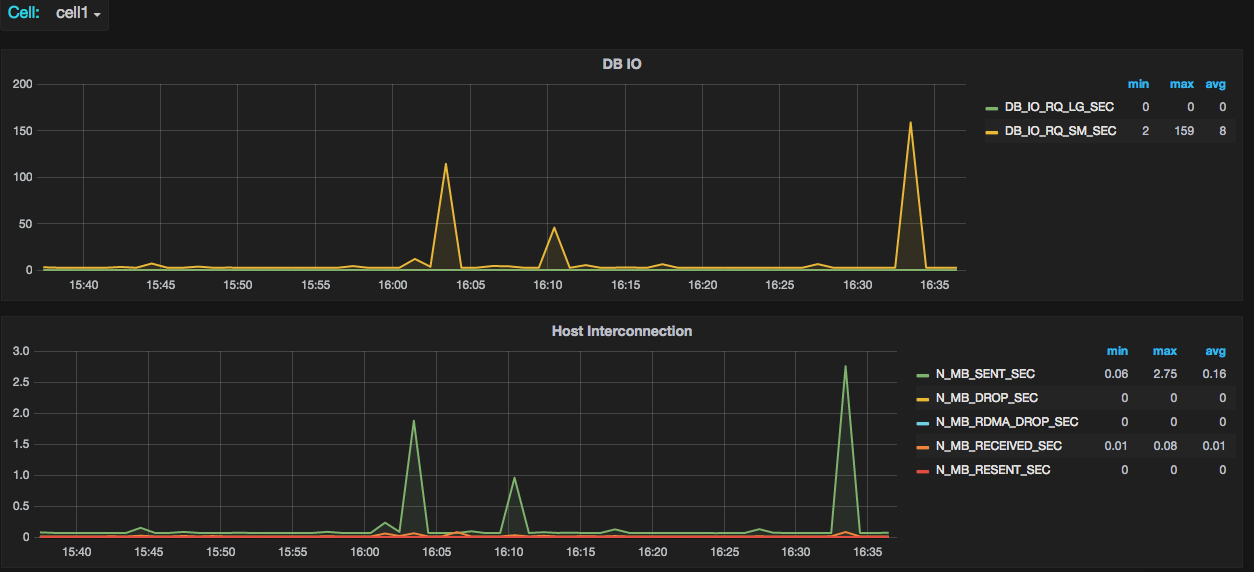 Cell: cell1
DB IO
200
150
100
50
0
15:40 15:45 15:50 15:55 16:00 16:05 16:10 16:15 16:20 16:25 16:30 16:35
min max avg
DB_IO_RQ_LG_SEC 0 0 0
DB_IO_RQ_SM_SEC 2 159 8
Host Interconnection
3.0
2.5
2.0
1.5
1.0
0.5
0
15:40 15:45 15:50 15:55 16:00 16:05 16:10 16:15 16:20 16:25 16:30 16:35
min max avg
N_MB_SENT_SEC 0.06 2.75 0.16
N_MB_DROP_SEC 0 0 0
N_MB_RDMA_DROP_SEC 0 0 0
N_MB_RECEIVED_SEC 0.01 0.08 0.01
N_MB_RESENT_SEC 0 0 0